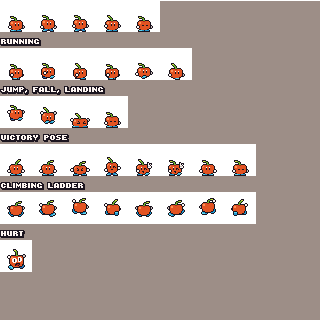 RUNNING
JUMP, FALL, LANDING
VICTORY POSE
CLIMBING LADDER
HURT